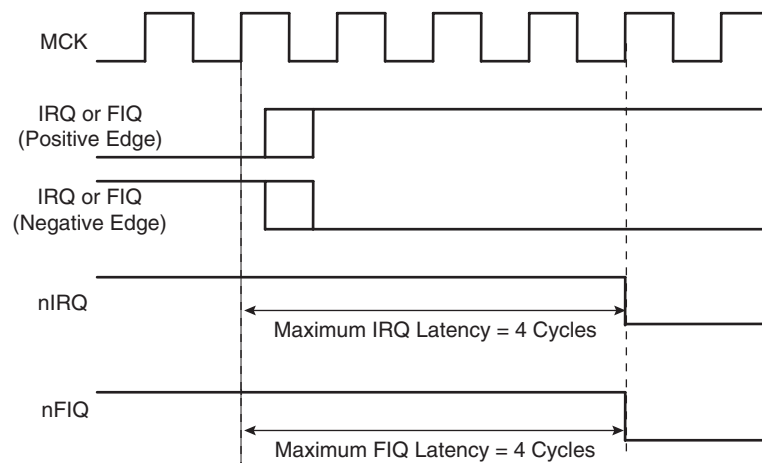 MCK
IRQ or FIQ
(Positive Edge)
IRQ or FIQ
(Negative Edge)
nIRQ
Maximum IRQ Latency = 4 Cycles
nFIQ
Maximum FIQ Latency = 4 Cycles